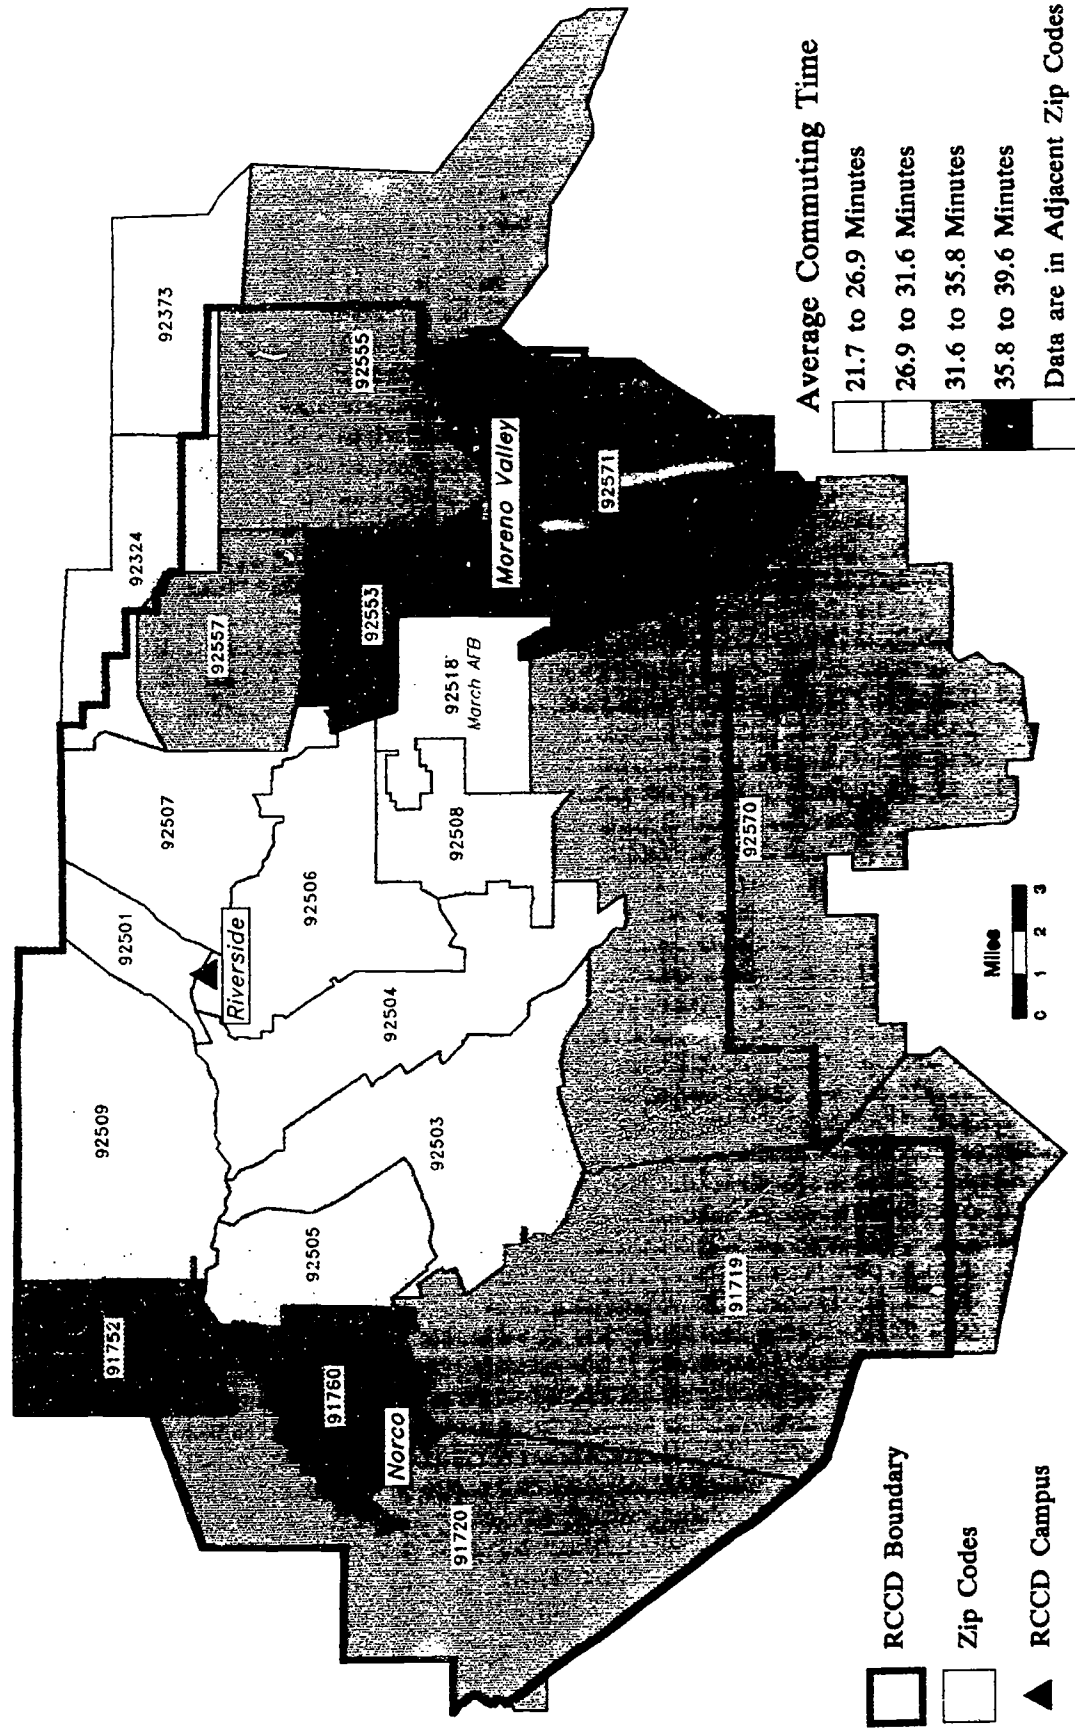 91752
92509
92501
92507
92324
92373
92557
92555
Riverside
91760
92505
92506
92553
Norco
92504
92503
92508
92518
March AFB
Moreno Valley
92571
91720
91719
92570
Miles
0 1 2 3
Average Commuting Time
21.7 to 26.9 Minutes
26.9 to 31.6 Minutes
31.6 to 35.8 Minutes
35.8 to 39.6 Minutes
Data are in Adjacent Zip Codes
RCCD Boundary
Zip Codes
RCCD Campus